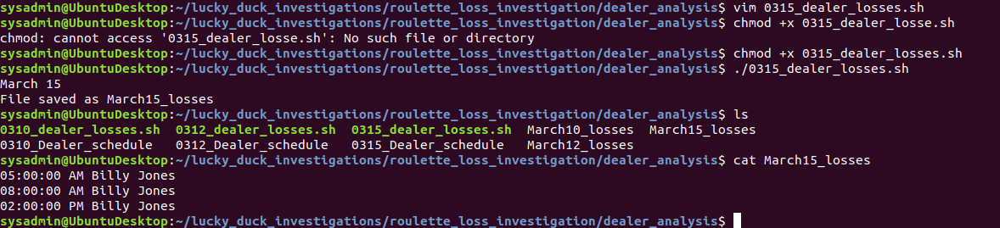 sysadmin@UbuntuDesktop:~/lucky_duck_investigations/roulette_loss_investigation/dealer_analysis$ vim 0315_dealer_losses.sh
sysadmin@UbuntuDesktop:~/lucky_duck_investigations/roulette_loss_investigation/dealer_analysis$ chmod +x 0315_dealer_losse.sh
chmod: cannot access '0315_dealer_losse.sh': No such file or directory
sysadmin@UbuntuDesktop:~/lucky_duck_investigations/roulette_loss_investigation/dealer_analysis$ chmod +x 0315_dealer_losses.sh
sysadmin@UbuntuDesktop:~/lucky_duck_investigations/roulette_loss_investigation/dealer_analysis$ ./0315_dealer_losses.sh
March 15
File saved as March15_losses
sysadmin@UbuntuDesktop:~/lucky_duck_investigations/roulette_loss_investigation/dealer_analysis$ ls
0310_dealer_losses.sh  0312_dealer_losses.sh  0315_dealer_losses.sh  March10_losses  March15_losses
0310_Dealer_schedule   0312_Dealer_schedule   0315_Dealer_schedule   March12_losses
sysadmin@UbuntuDesktop:~/lucky_duck_investigations/roulette_loss_investigation/dealer_analysis$ cat March15_losses
05:00:00 AM Billy Jones
08:00:00 AM Billy Jones
02:00:00 PM Billy Jones
sysadmin@UbuntuDesktop:~/lucky_duck_investigations/roulette_loss_investigation/dealer_analysis$